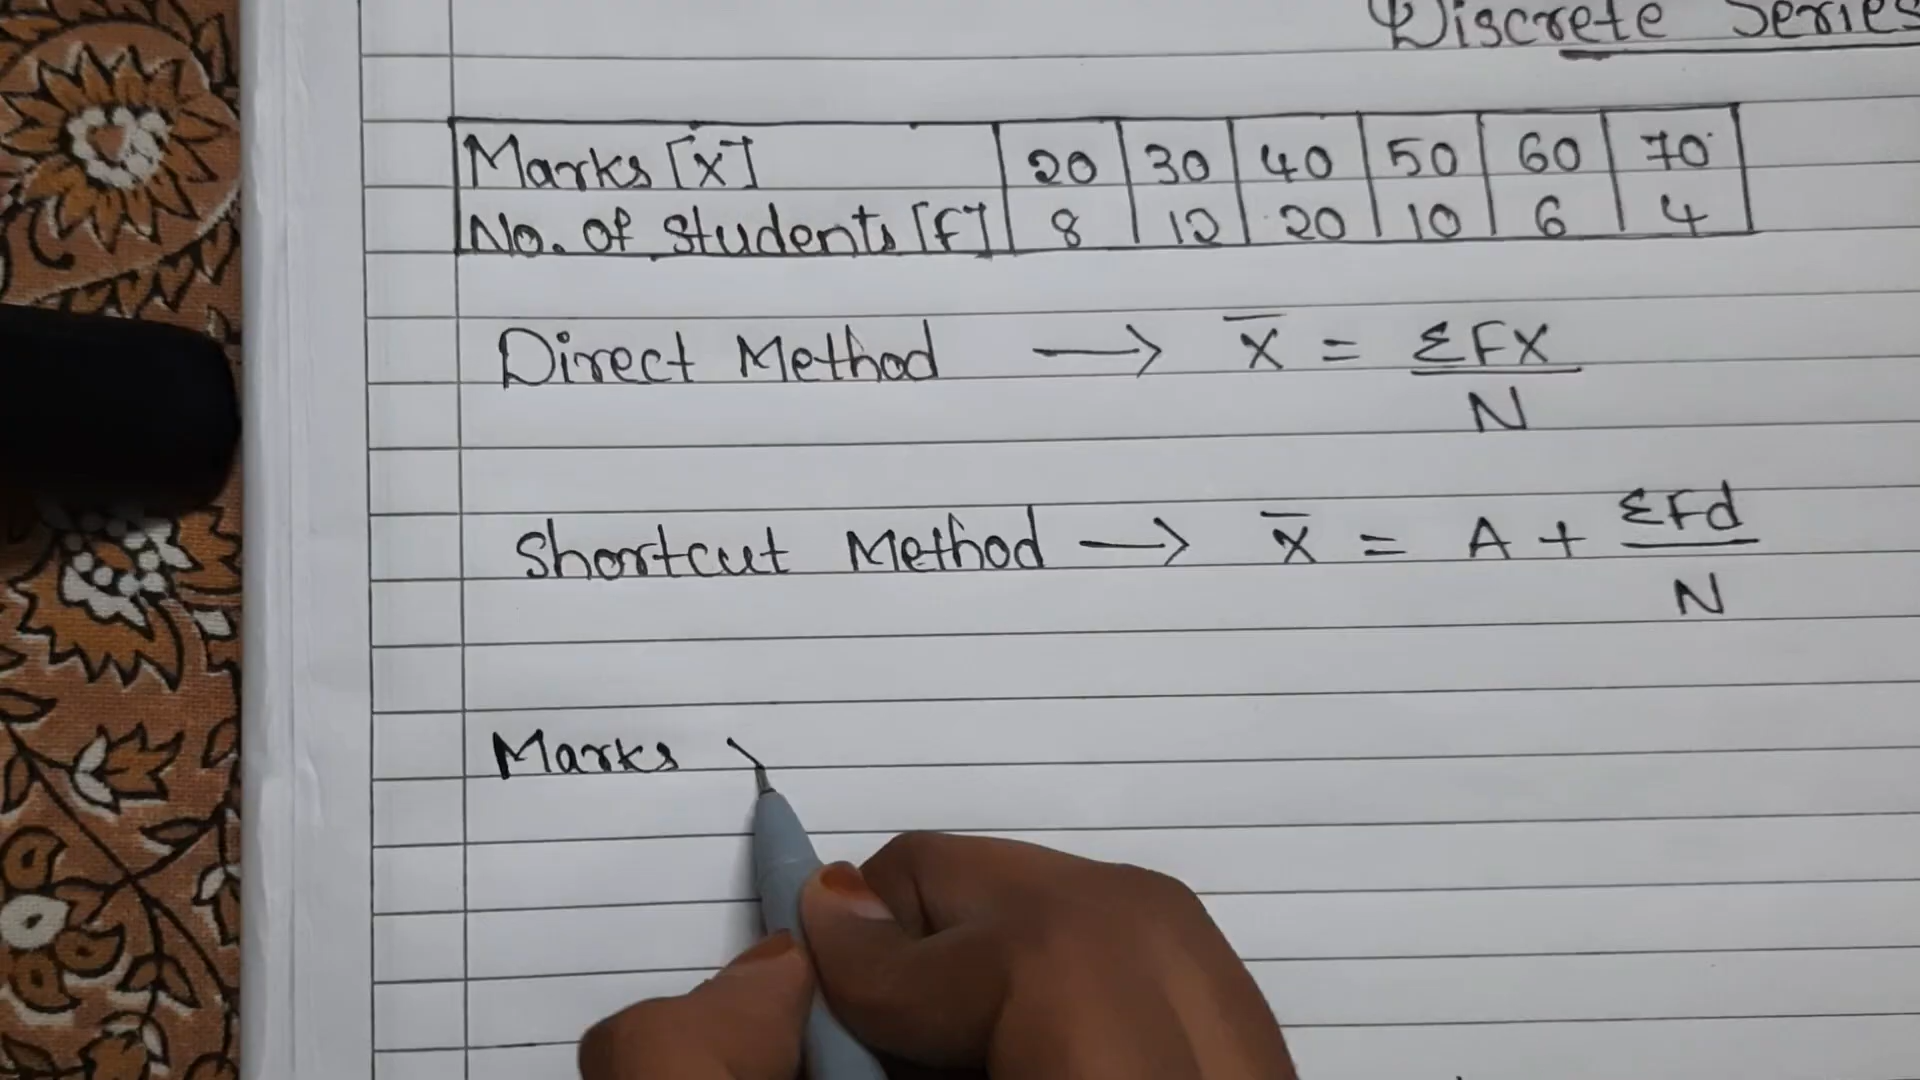 Discrete Series
Marks [x] 20 30 40 50 60 70
No. of students [f] 8 12 20 10 6 4
Direct Method → X̄ = ΣFX / N
Shortcut Method → X̄ = A + ΣFd / N
Marks